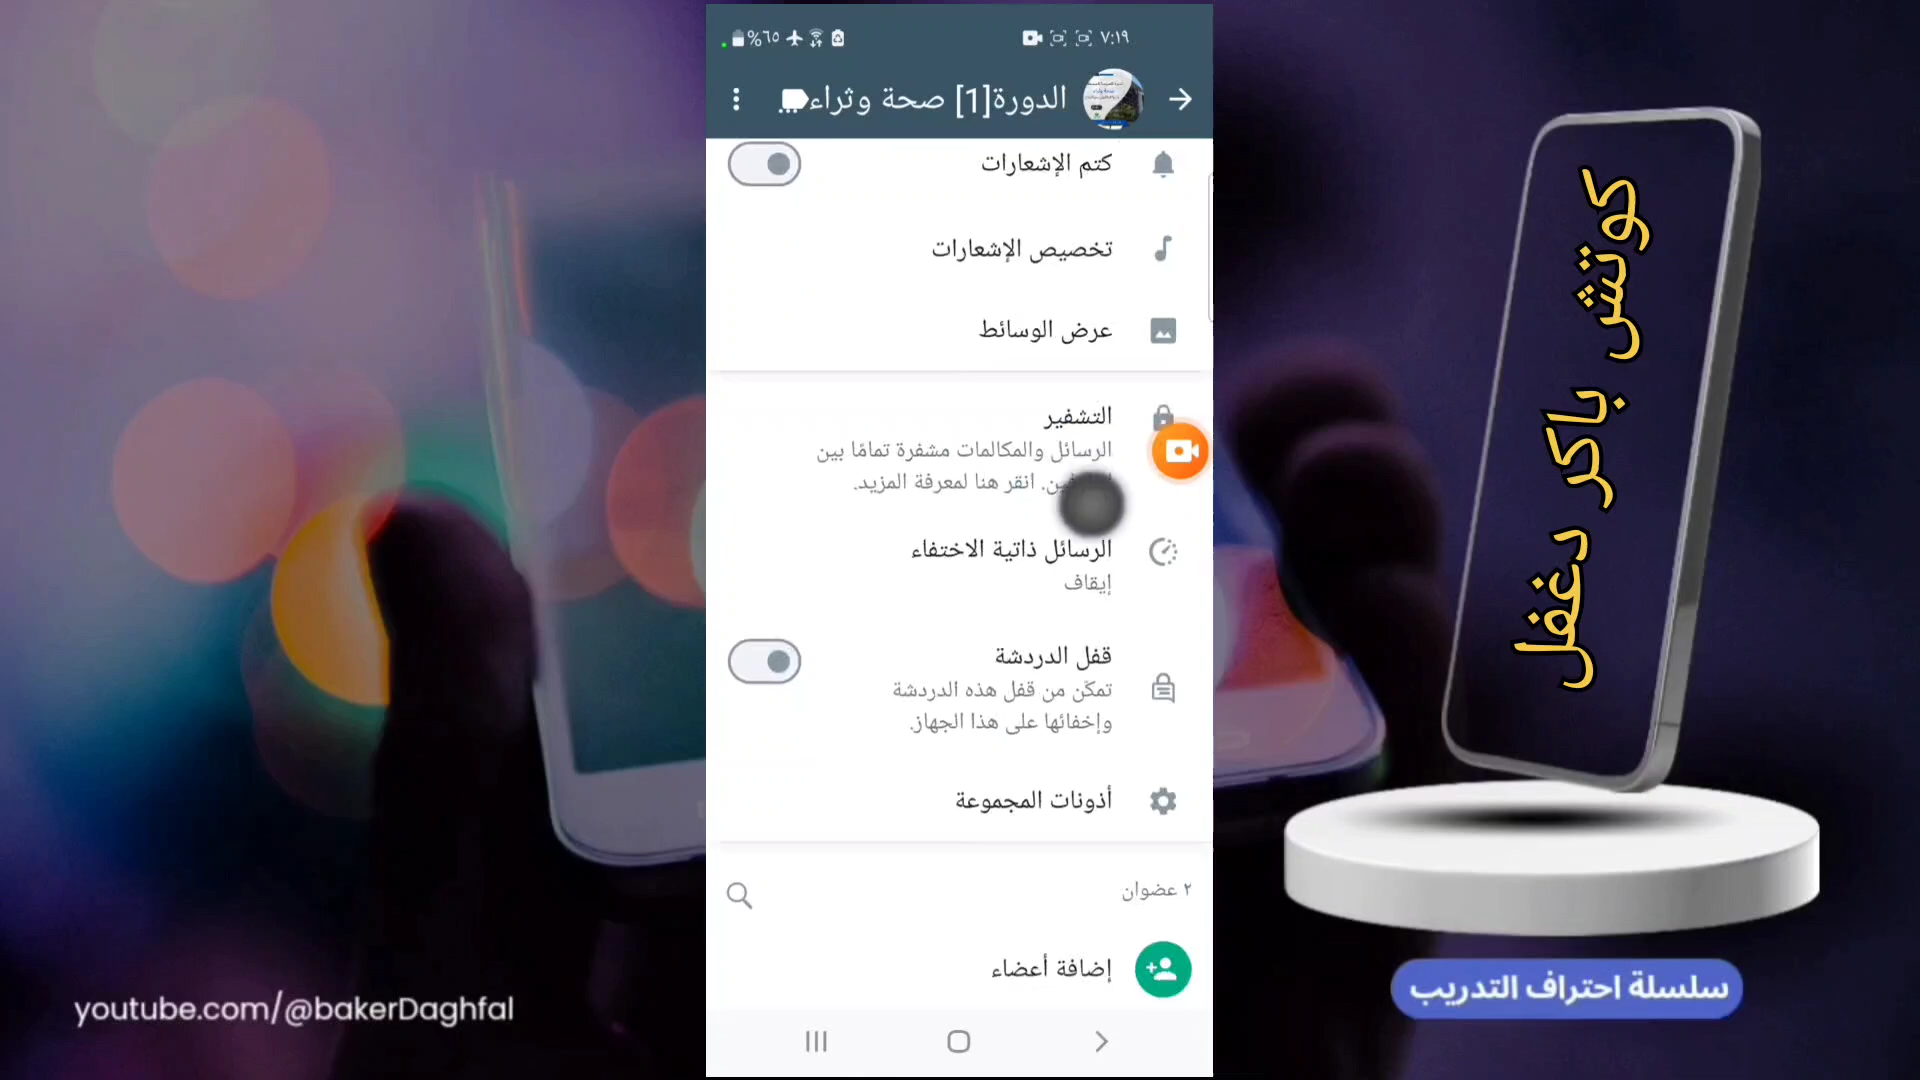 ٧:١٩
%٦٥
الدورة[1] صحة وثراء
كتم الإشعارات
تخصيص الإشعارات
عرض الوسائط
التشفير
الرسائل والمكالمات مشفرة تمامًا بين
انقر هنا لمعرفة المزيد.
الرسائل ذاتية الاختفاء
إيقاف
قفل الدردشة
تمكّن من قفل هذه الدردشة
وإخفائها على هذا الجهاز.
أذونات المجموعة
٢ عضوان
إضافة أعضاء
كوتش باكر دغفل
سلسلة احتراف التدريب
youtube.com/@bakerDaghfal